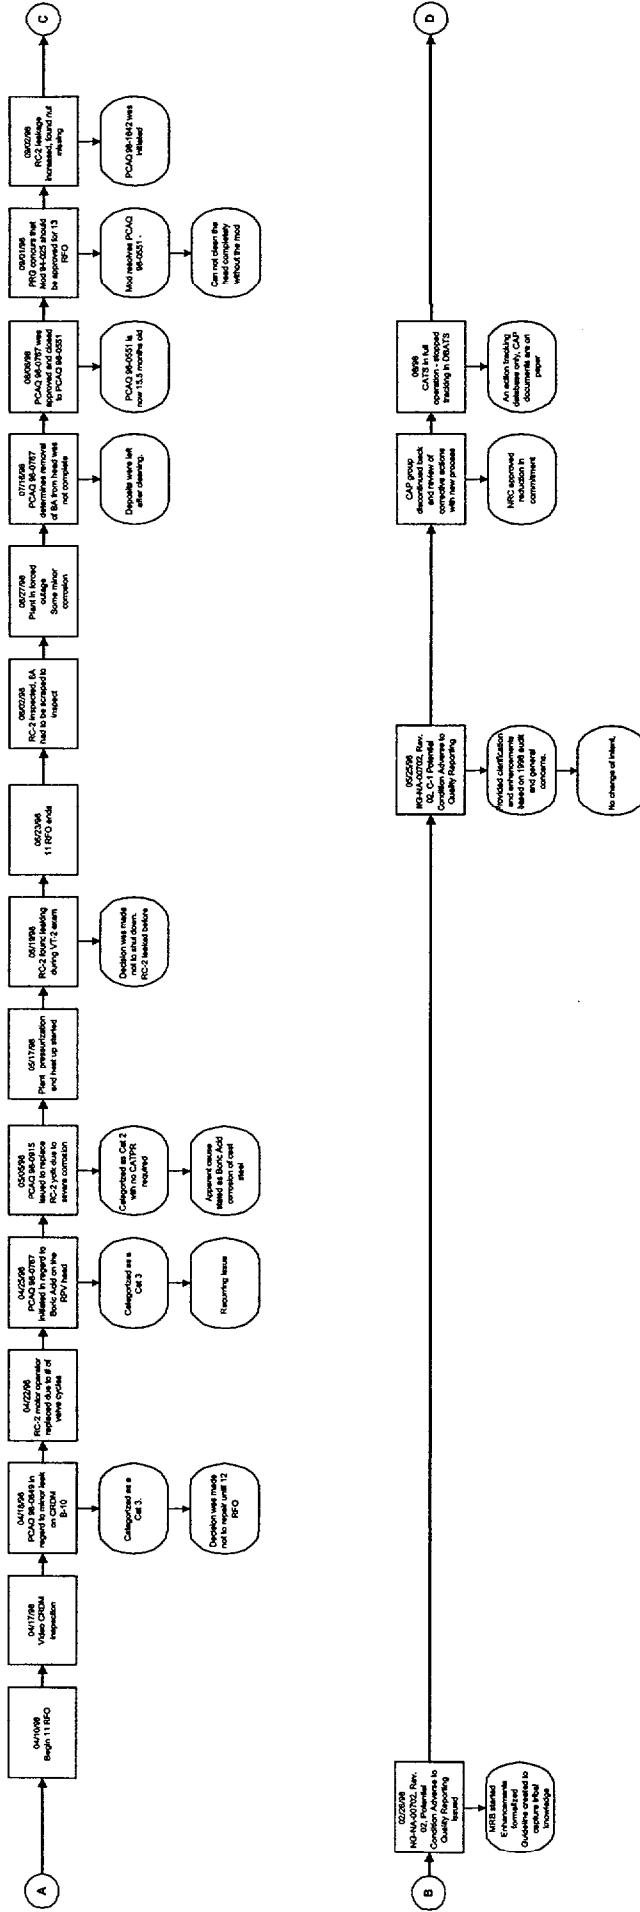 A
04/10/98
Begin 11 RFO
04/17/98
Video CRDM
inspection
04/18/98
PCAQ 98-0649 in
regard to minor leak
on CRDM
B-10
Categorized as a
Cat 3.
Decision was made
not to repair until 12
RFO
04/22/98
RC-2 motor operator
replaced due to # of
valve cycles
04/25/98
PCAQ 98-0767
initiated in regard to
Boric Acid on the
RPV head
Categorized as a
Cat 3
Recurring issue
05/05/98
PCAQ 98-0915
issued to replace
RC-2 yoke due to
severe corrosion
Categorized as Cat 2
with no CATPR
required
Apparent cause
stated as Boric Acid
corrosion of cast
steel
05/17/98
Plant pressurization
and heat up started
05/19/98
RC-2 found leaking
during VT-2 exam
Decision was made
not to shut down.
RC-2 leaked before
05/23/98
11 RFO ends
06/02/98
RC-2 inspected, BA
had to be scraped to
inspect
06/27/98
Plant in forced
outage
Some minor
corrosion
07/16/98
PCAQ 98-0767
determines removal
of BA from head was
not complete
Deposits were left
after cleaning.
PCAQ 98-0767 was
approved and closed
to PCAQ 96-0551
PCAQ 96-0551 is
now 15.5 months old
09/01/98
PRG concurs that
Mod 94-025 should
be approved for 13
RFO
Mod resolves PCAQ
96-0551 -
Can not clean the
head completely
without the mod
09/02/98
RC-2 leakage
increased, found nut
missing
PCAQ 98-1642 was
initiated
C
B
02/26/98
NG-NA-00702, Rev.
02, Potential
Condition Adverse to
Quality Reporting
issued
MRB started
Enhancements
formalized
Guideline created to
capture tribal
knowledge
05/25/98
NG-NA-00702, Rev.
02, C-1 Potential
Condition Adverse to
Quality Reporting
Provided clarification
and enhancements
based on 1998 audit
and general
concerns.
No change of intent.
CAP group
discontinued back
end review of
corrective actions
with new process
NRC approved
reduction in
commitment
08/98
CATS in full
operation - stopped
tracking in DBATS
An action tracking
database only, CAP
documents are on
paper
D